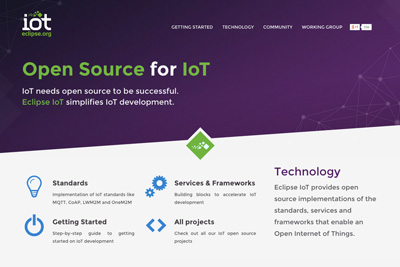 iot
eclipse.org
GETTING STARTED TECHNOLOGY COMMUNITY WORKING GROUP
Open Source for IoT
IoT needs open source to be successful.
Eclipse IoT simplifies IoT development.
Standards
Implementation of IoT standards like
MQTT, CoAP, LWM2M and OneM2M
Services & Frameworks
Building blocks to accelerate IoT
development
Getting Started
Step-by-step guide to getting
started on IoT development
All projects
Check out all our IoT open source
projects
Technology
Eclipse IoT provides open
source implementations of the
standards, services and
frameworks that enable an
Open Internet of Things.